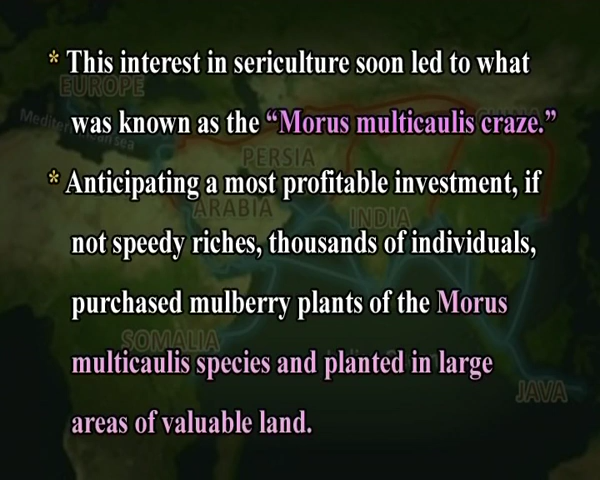 * This interest in sericulture soon led to what
was known as the “Morus multicaulis craze.”
* Anticipating a most profitable investment, if
not speedy riches, thousands of individuals,
purchased mulberry plants of the Morus
multicaulis species and planted in large
areas of valuable land.
EUROPE
PERSIA
ARABIA
INDIA
SOMALIA
JAVA